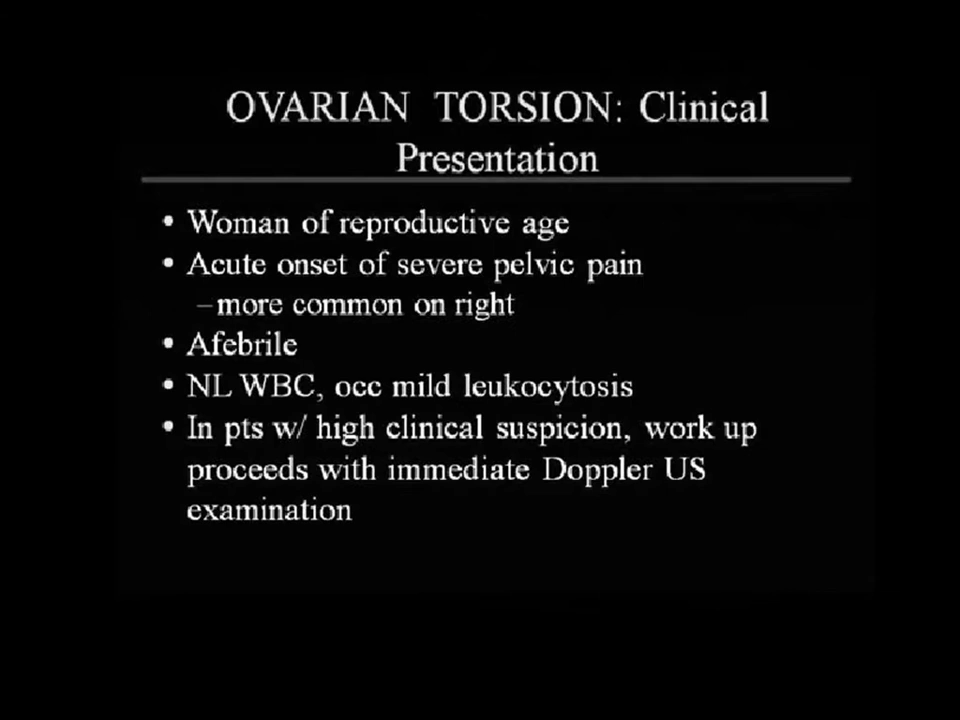 OVARIAN TORSION: Clinical
Presentation
• Woman of reproductive age
• Acute onset of severe pelvic pain
–more common on right
• Afebrile
• NL WBC, occ mild leukocytosis
• In pts w/ high clinical suspicion, work up
proceeds with immediate Doppler US
examination